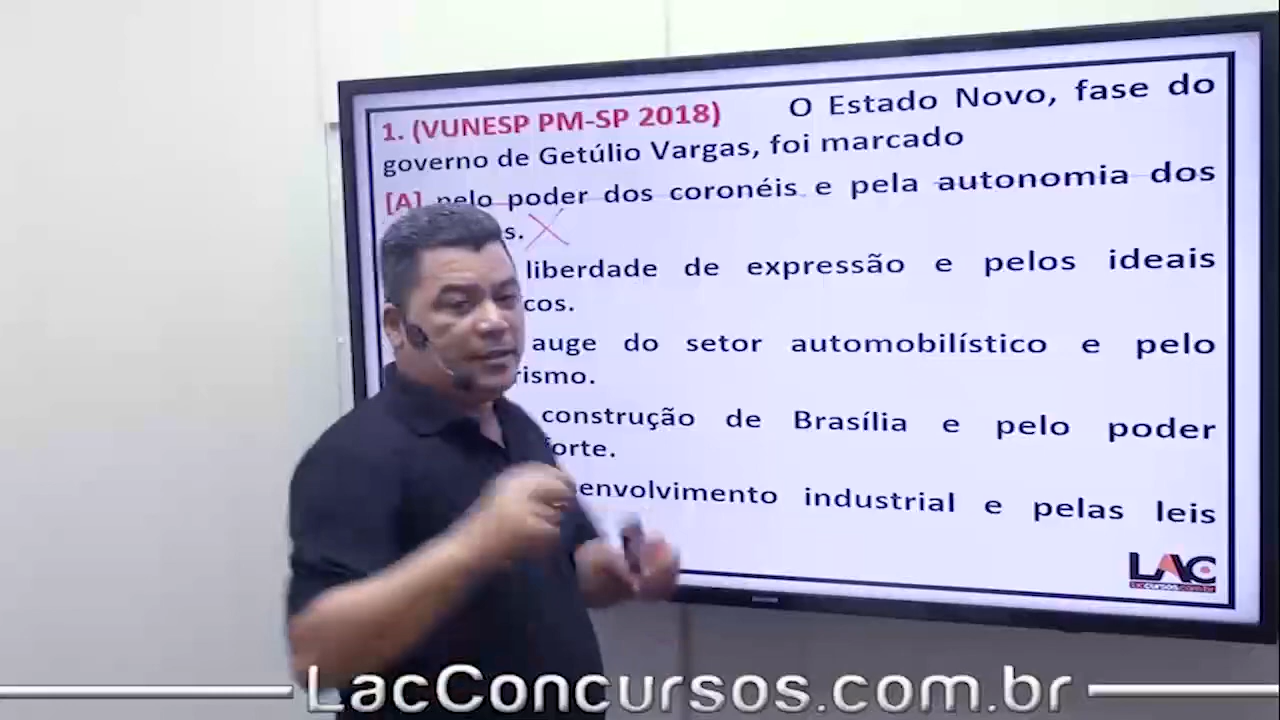 1. (VUNESP PM-SP 2018) O Estado Novo, fase do
governo de Getúlio Vargas, foi marcado
[A] pelo poder dos coronéis e pela autonomia dos
s.
liberdade de expressão e pelos ideais
cos.
auge do setor automobilístico e pelo
rismo.
construção de Brasília e pelo poder
forte.
envolvimento industrial e pelas leis
LAC
LacConcursos.com.br